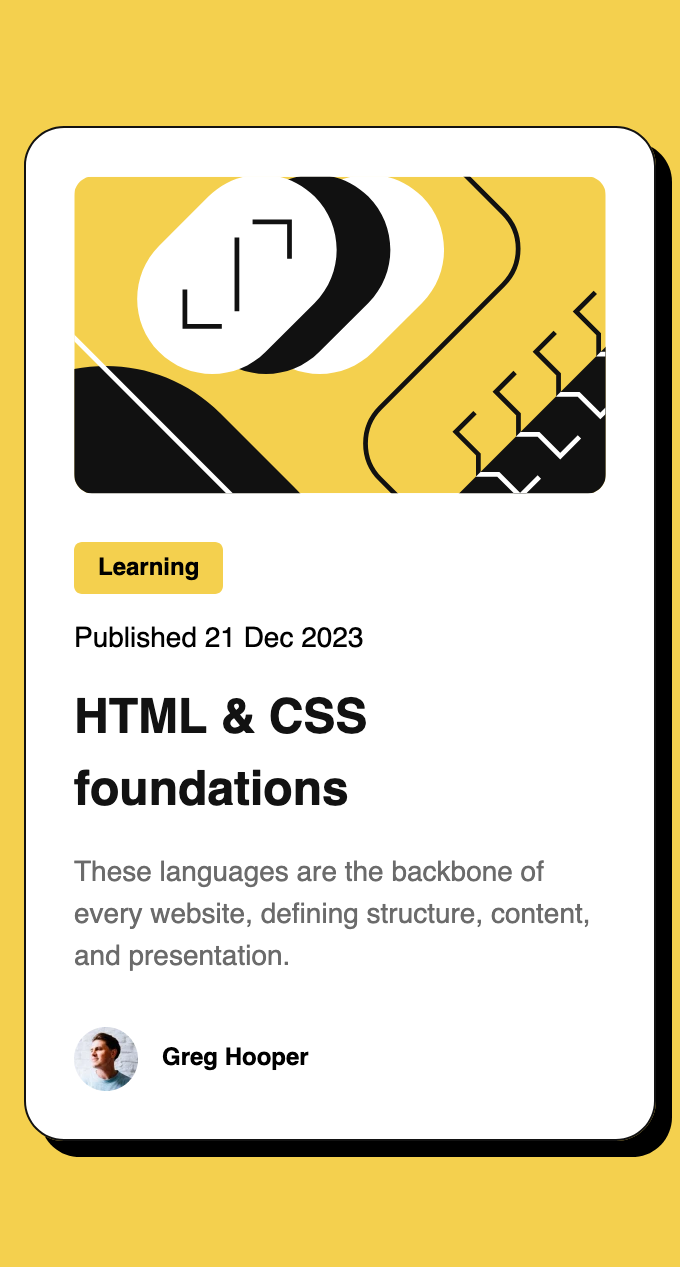 Learning
Published 21 Dec 2023
HTML & CSS
foundations
These languages are the backbone of
every website, defining structure, content,
and presentation.
Greg Hooper